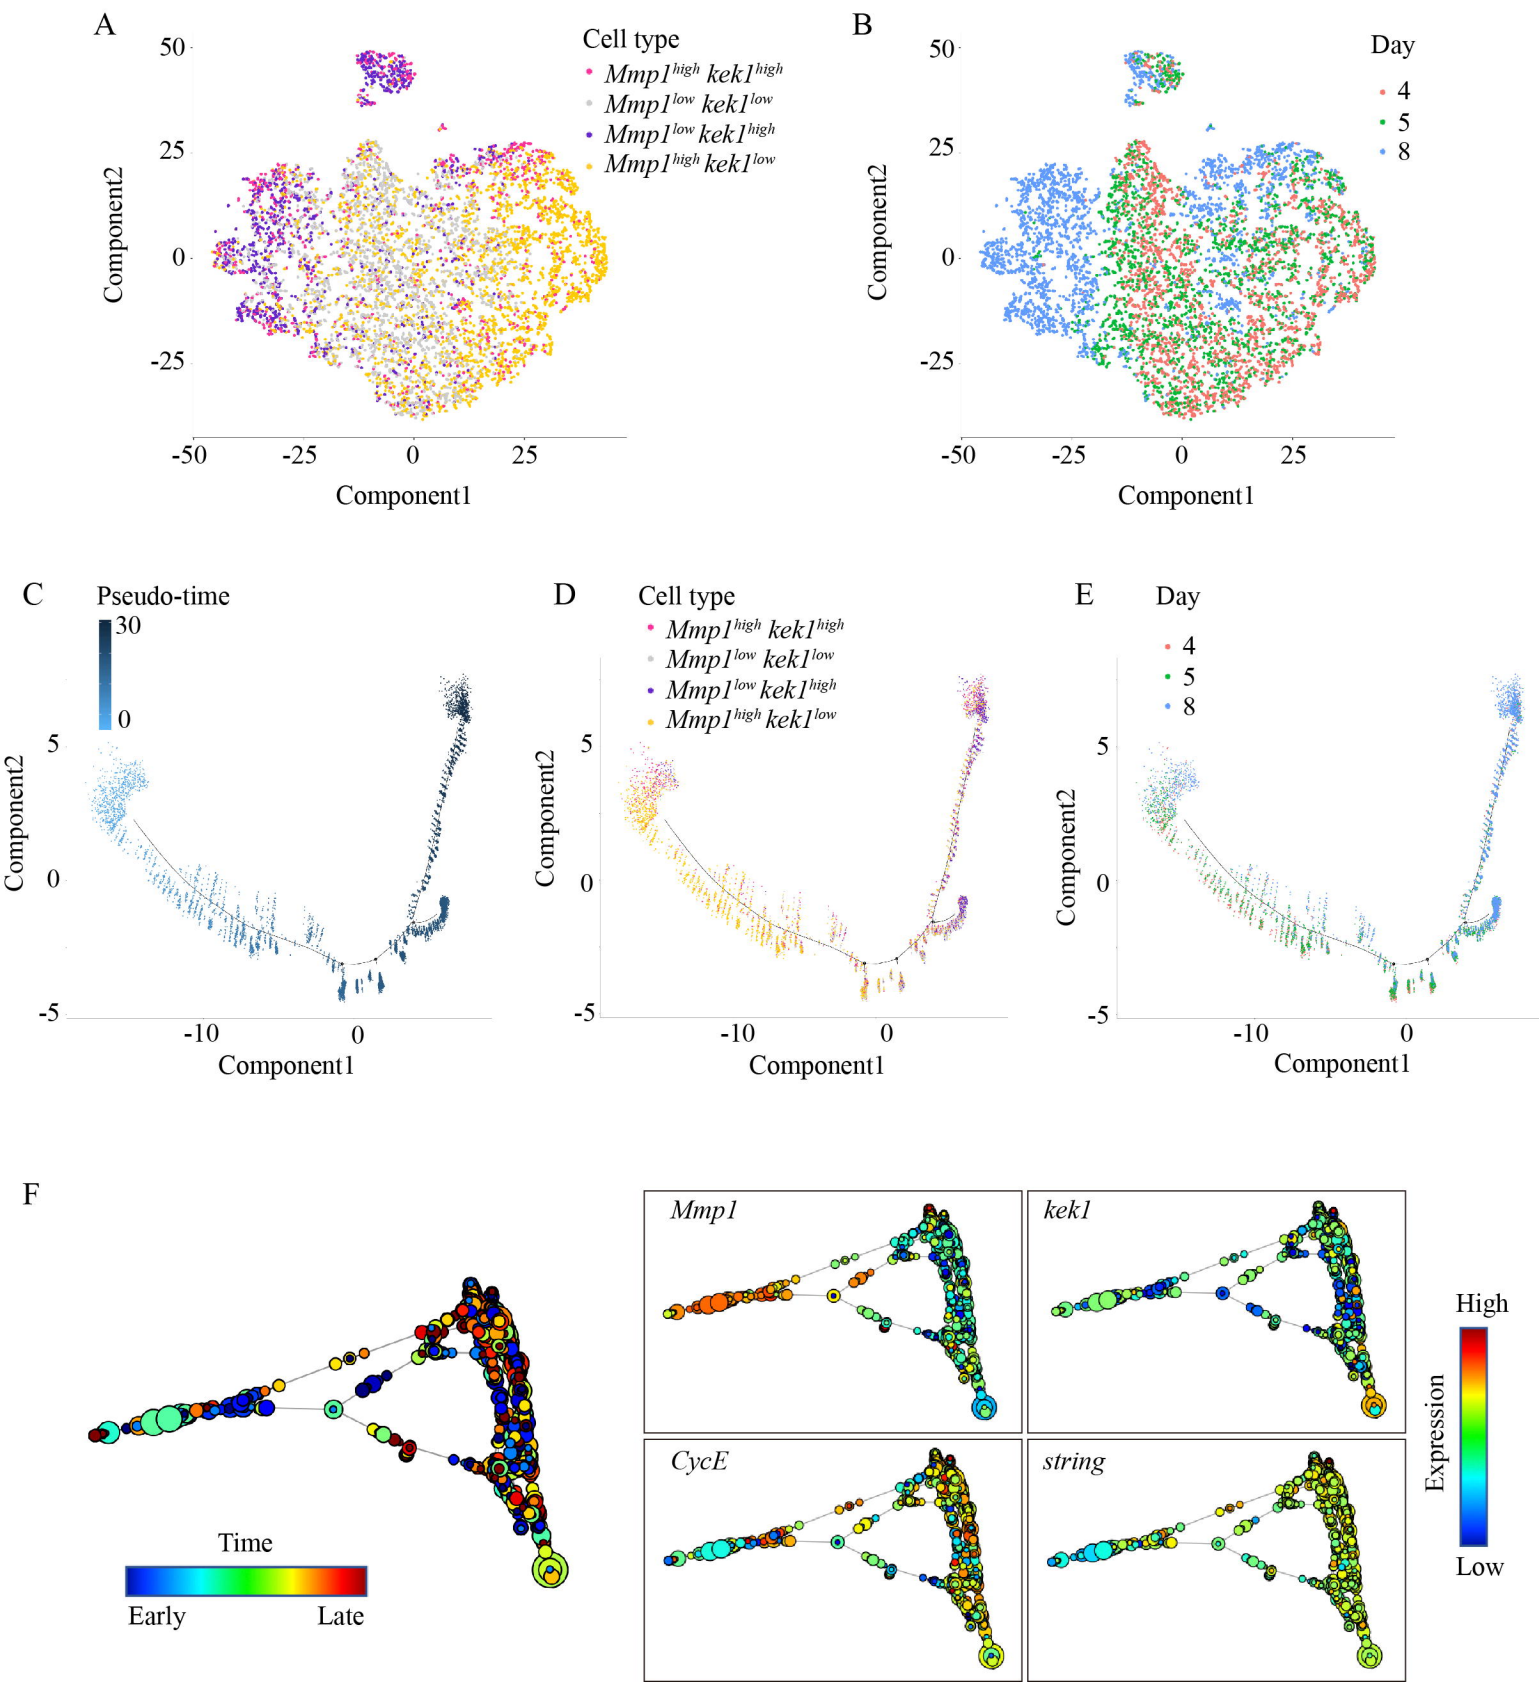 A
Cell type
Mmp1high kek1high
Mmp1low kek1low
Mmp1low kek1high
Mmp1high kek1low
50
25
0
-25
Component2
-50 -25 0 25
Component1
B
Day
4
5
8
50
25
0
-25
Component2
-50 -25 0 25
Component1
C
Pseudo-time
30
0
5
0
-5
Component2
-10 0
Component1
D
Cell type
Mmp1high kek1high
Mmp1low kek1low
Mmp1low kek1high
Mmp1high kek1low
5
0
-5
Component2
-10 0
Component1
E
Day
4
5
8
5
0
-5
Component2
-10 0
Component1
F
Time
Early Late
Mmp1
kek1
CycE
string
High
Expression
Low